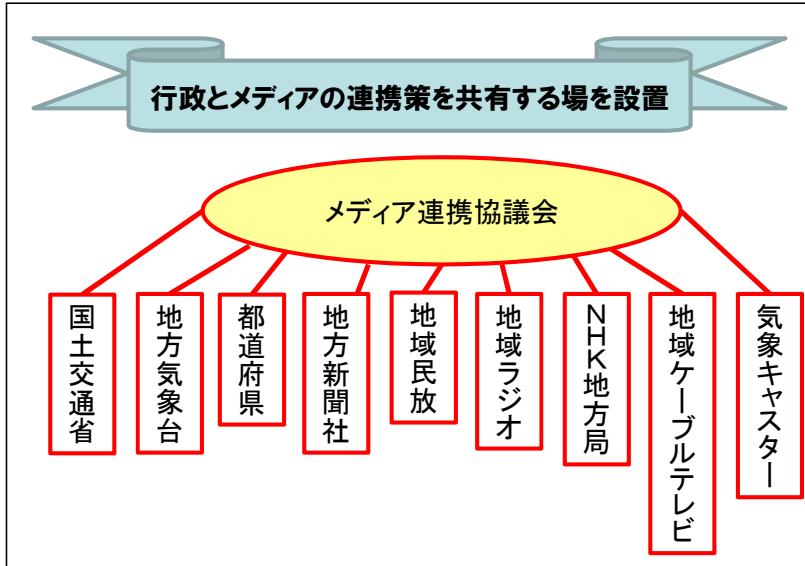 行政とメディアの連携策を共有する場を設置
メディア連携協議会
国土交通省
地方気象台
都道府県
地方新聞社
地域民放
地域ラジオ
ＮＨＫ地方局
地域ケーブルテレビ
気象キャスター